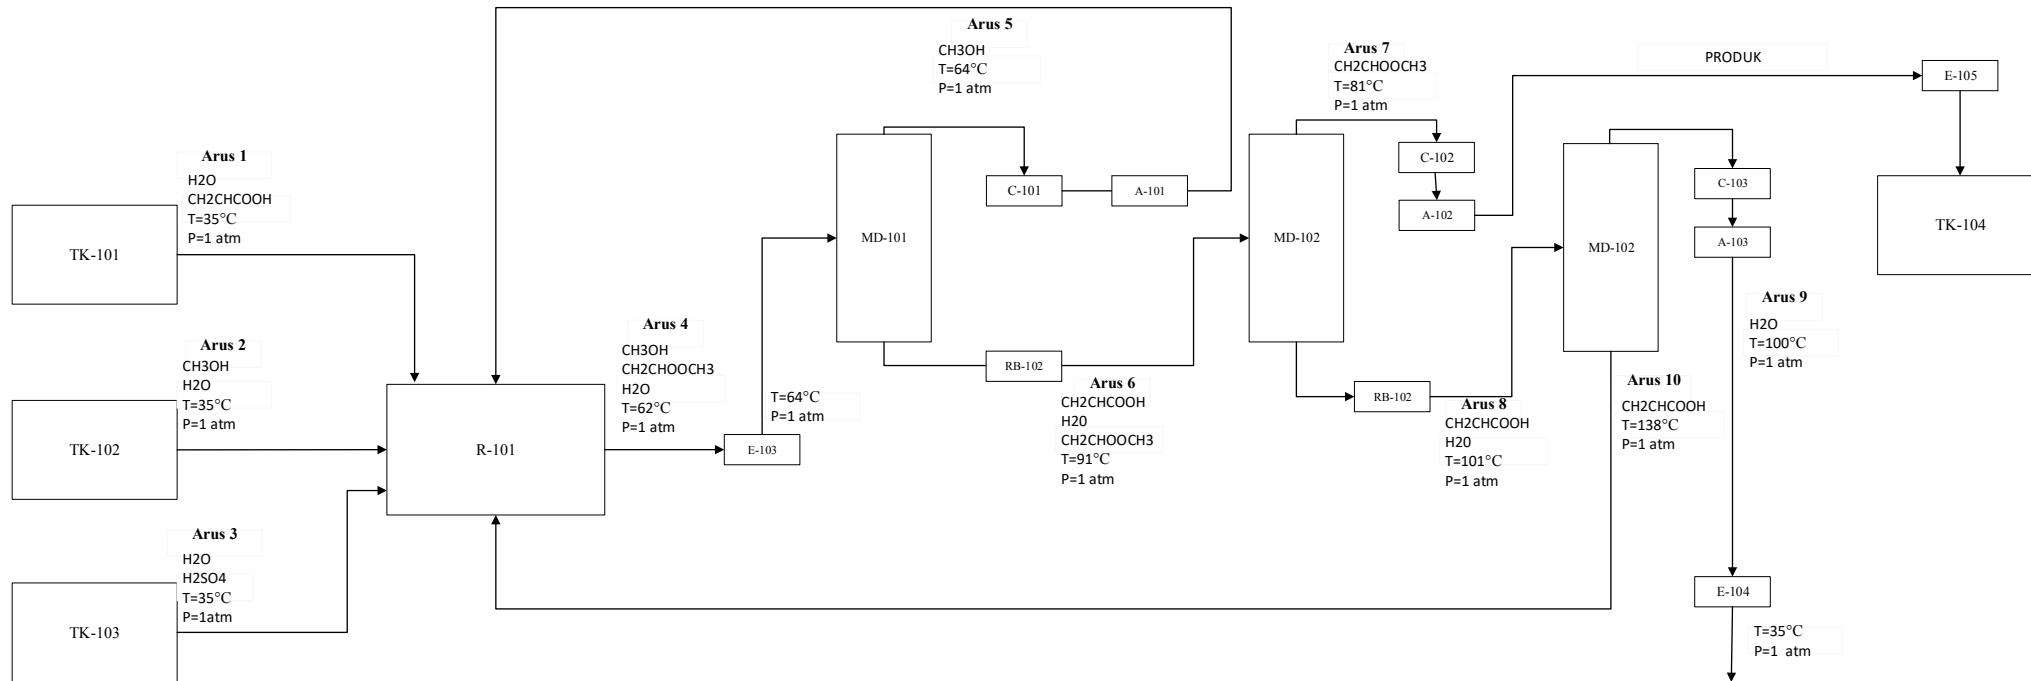 Arus 1
H2O
CH2CHCOOH
T=35°C
P=1 atm
TK-101
Arus 2
CH3OH
H2O
T=35°C
P=1 atm
TK-102
Arus 3
H2O
H2SO4
T=35°C
P=1atm
TK-103
R-101
Arus 4
CH3OH
CH2CHOOCH3
H2O
T=62°C
P=1 atm
E-103
T=64°C
P=1 atm
MD-101
Arus 5
CH3OH
T=64°C
P=1 atm
C-101
A-101
RB-102
Arus 6
CH2CHCOOH
H20
CH2CHOOCH3
T=91°C
P=1 atm
MD-102
Arus 7
CH2CHOOCH3
T=81°C
P=1 atm
C-102
A-102
RB-102
Arus 8
CH2CHCOOH
H20
T=101°C
P=1 atm
MD-102
C-103
A-103
Arus 9
H2O
T=100°C
P=1 atm
Arus 10
CH2CHCOOH
T=138°C
P=1 atm
E-104
T=35°C
P=1 atm
PRODUK
E-105
TK-104